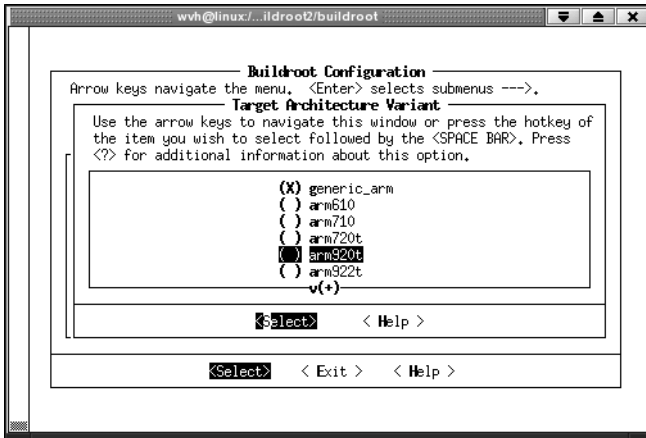 wvh@linux:/...ildroot2/buildroot
Buildroot Configuration
Arrow keys navigate the menu. <Enter> selects submenus --->.
Target Architecture Variant
Use the arrow keys to navigate this window or press the hotkey of
the item you wish to select followed by the <SPACE BAR>. Press
<?> for additional information about this option.
(X) generic_arm
( ) arm610
( ) arm710
( ) arm720t
( ) arm920t
( ) arm922t
v(+)
<Select> < Help >
<Select> < Exit > < Help >